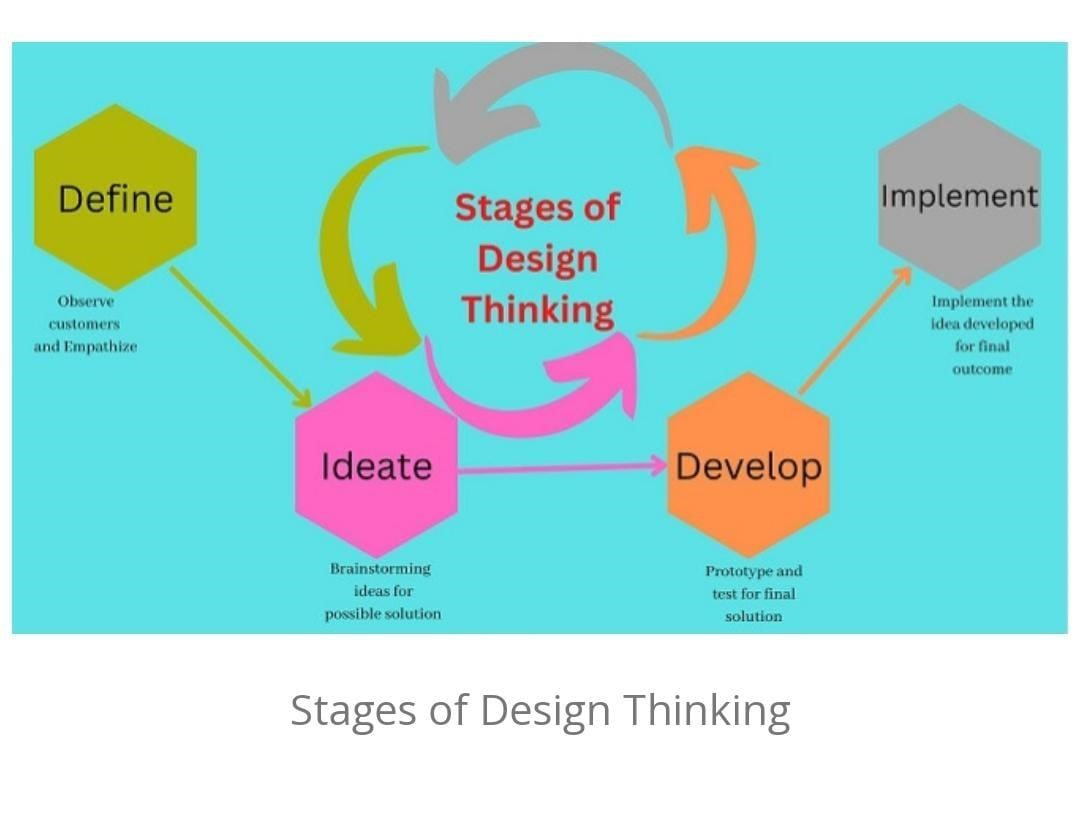 Stages of
Design
Thinking
Define
Observe
customers
and Empathize
Ideate
Brainstorming
ideas for
possible solution
Develop
Prototype and
test for final
solution
Implement
Implement the
idea developed
for final
outcome
Stages of Design Thinking